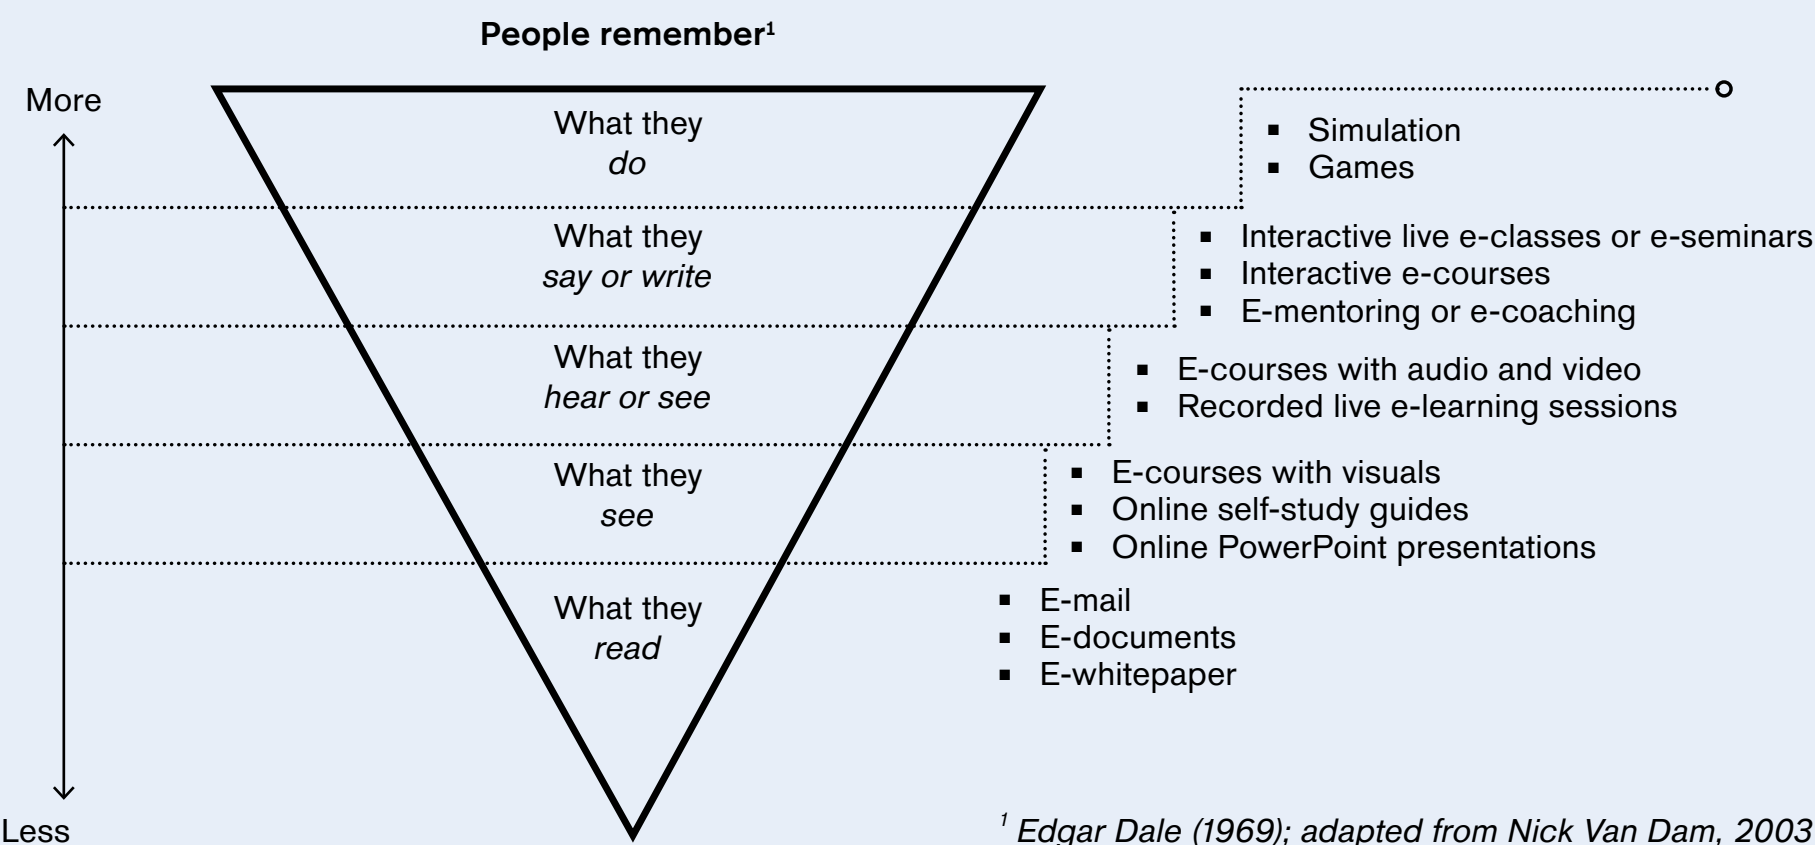 People remember¹
More
What they
do
■ Simulation
■ Games
What they
say or write
■ Interactive live e-classes or e-seminars
■ Interactive e-courses
■ E-mentoring or e-coaching
What they
hear or see
■ E-courses with audio and video
■ Recorded live e-learning sessions
What they
see
■ E-courses with visuals
■ Online self-study guides
■ Online PowerPoint presentations
What they
read
■ E-mail
■ E-documents
■ E-whitepaper
Less
¹ Edgar Dale (1969); adapted from Nick Van Dam, 2003